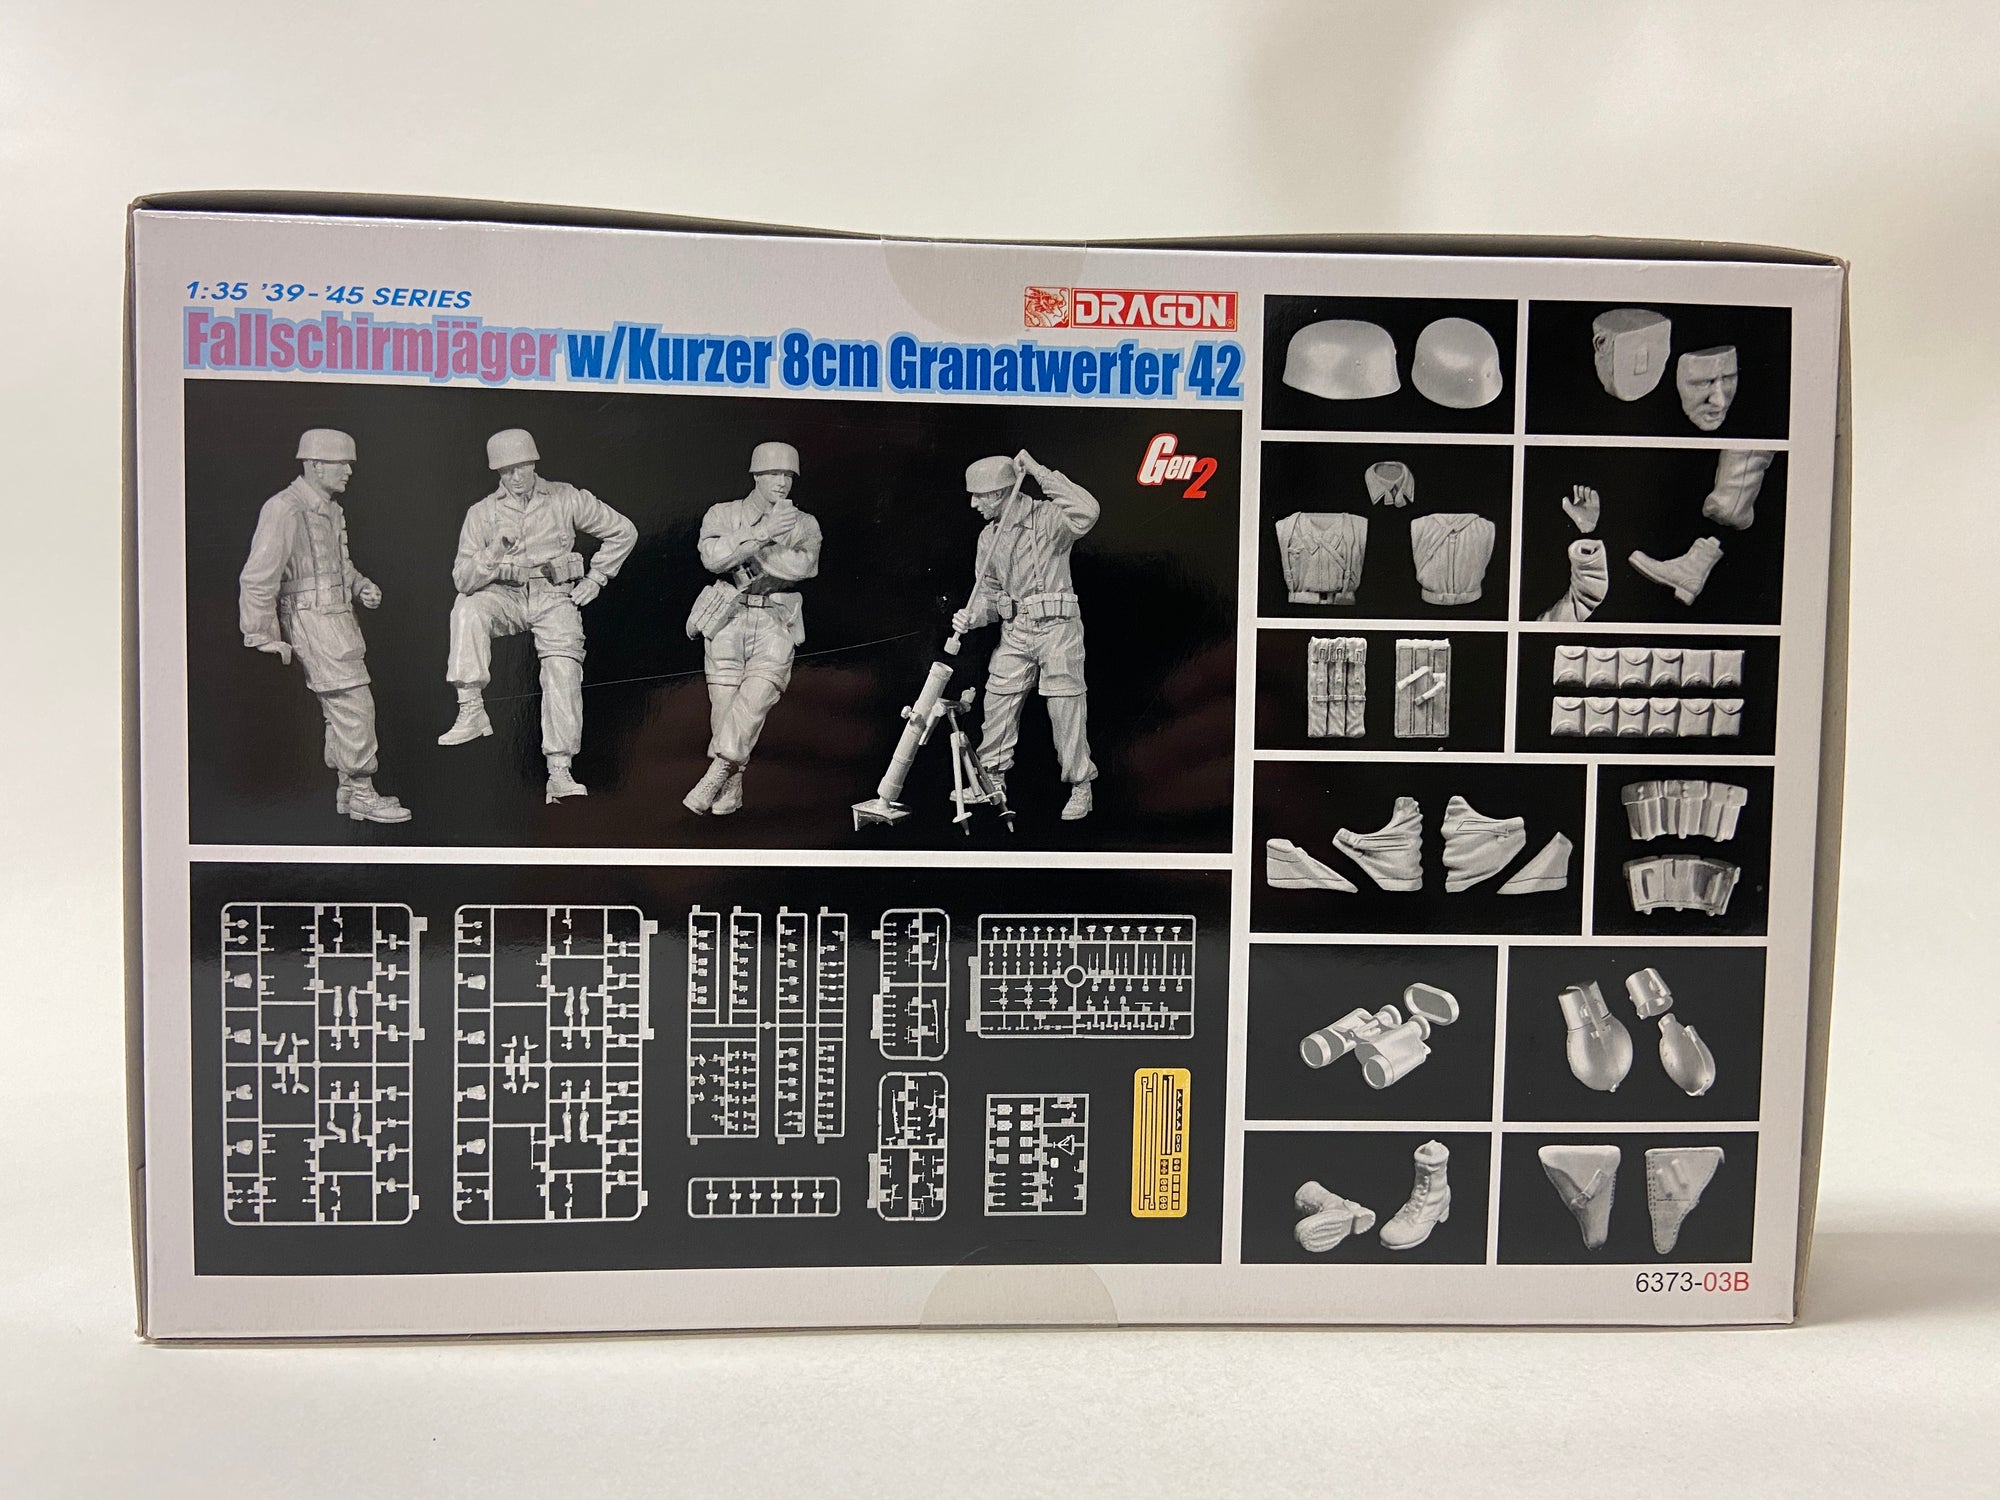 1:35 '39-'45 SERIES
DRAGON
Fallschirmjäger w/Kurzer 8cm Granatwerfer 42
Gen2
6373-03B